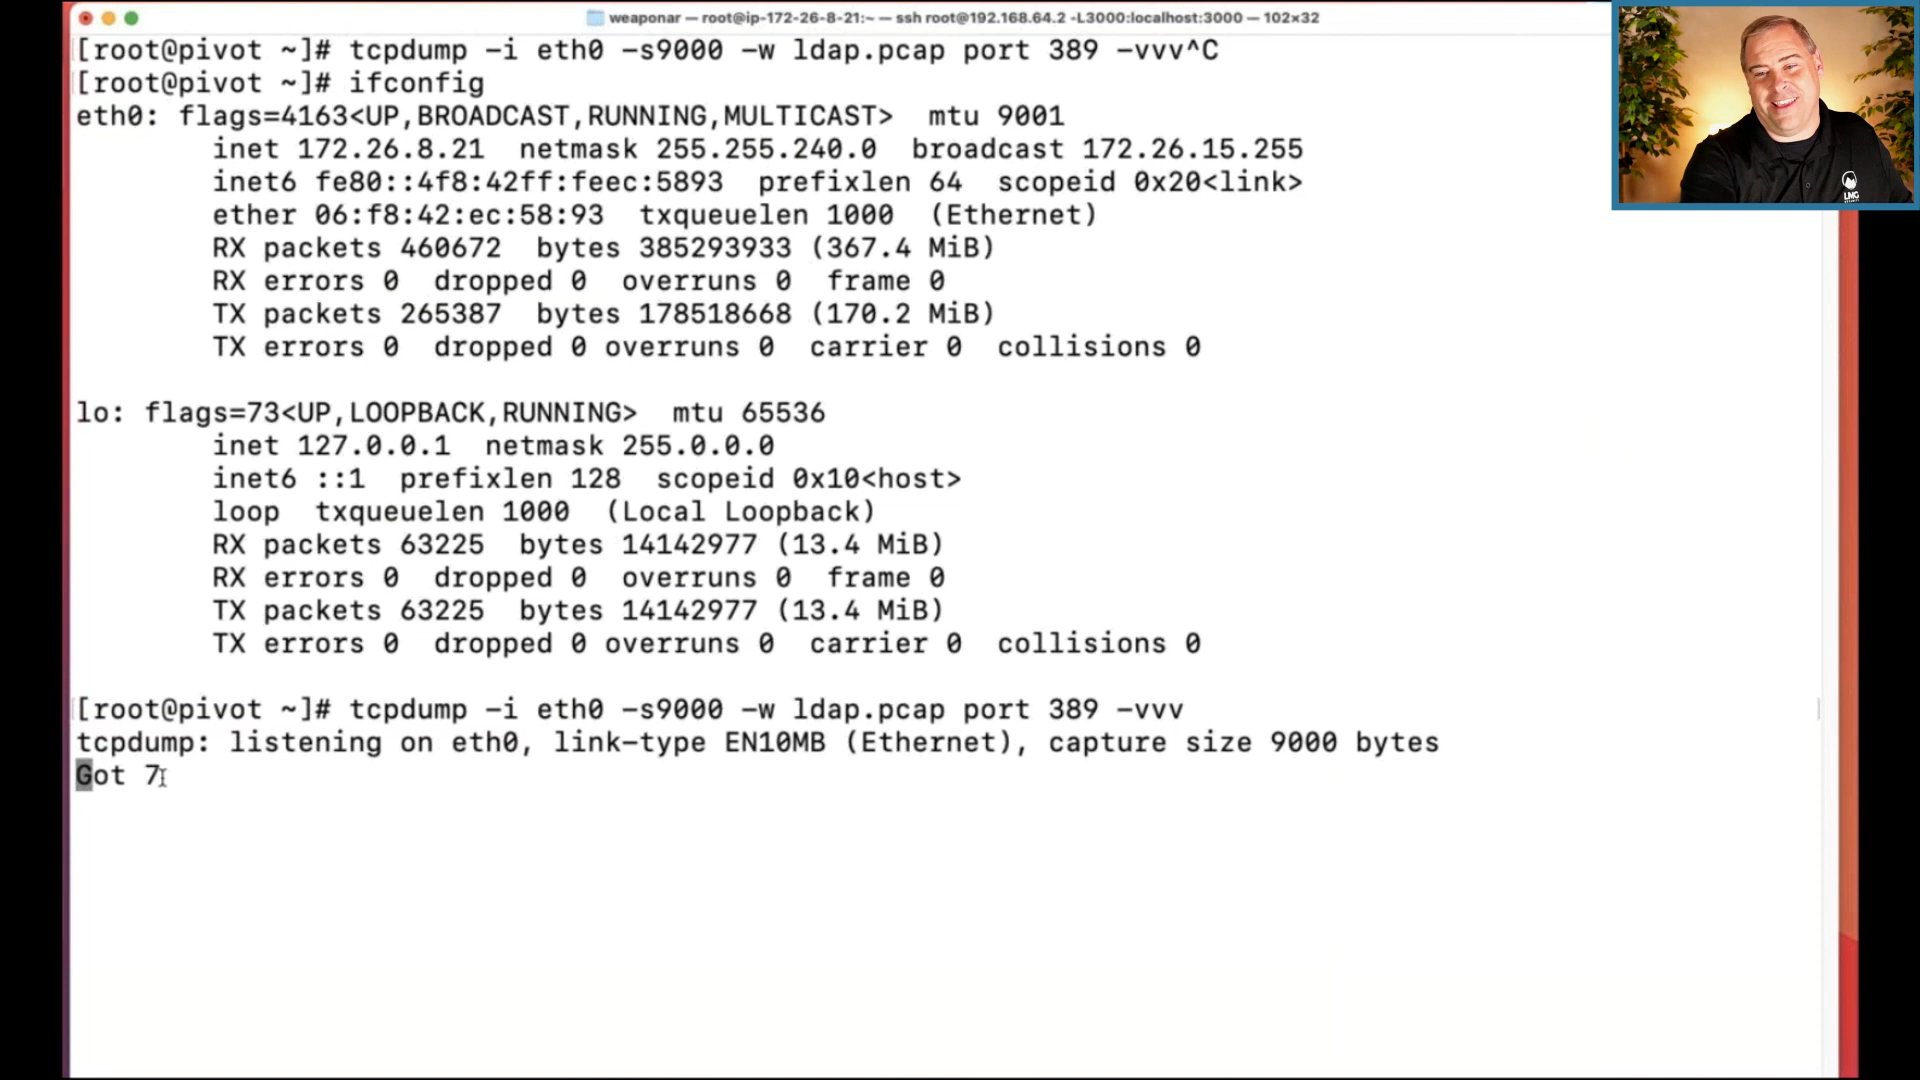 weaponar — root@ip-172-26-8-21:~ — ssh root@192.168.64.2 -L3000:localhost:3000 — 102×32
[root@pivot ~]# tcpdump -i eth0 -s9000 -w ldap.pcap port 389 -vvv^C
[root@pivot ~]# ifconfig
eth0: flags=4163<UP,BROADCAST,RUNNING,MULTICAST>  mtu 9001
        inet 172.26.8.21  netmask 255.255.240.0  broadcast 172.26.15.255
        inet6 fe80::4f8:42ff:feec:5893  prefixlen 64  scopeid 0x20<link>
        ether 06:f8:42:ec:58:93  txqueuelen 1000  (Ethernet)
        RX packets 460672  bytes 385293933 (367.4 MiB)
        RX errors 0  dropped 0  overruns 0  frame 0
        TX packets 265387  bytes 178518668 (170.2 MiB)
        TX errors 0  dropped 0 overruns 0  carrier 0  collisions 0
lo: flags=73<UP,LOOPBACK,RUNNING>  mtu 65536
        inet 127.0.0.1  netmask 255.0.0.0
        inet6 ::1  prefixlen 128  scopeid 0x10<host>
        loop  txqueuelen 1000  (Local Loopback)
        RX packets 63225  bytes 14142977 (13.4 MiB)
        RX errors 0  dropped 0  overruns 0  frame 0
        TX packets 63225  bytes 14142977 (13.4 MiB)
        TX errors 0  dropped 0 overruns 0  carrier 0  collisions 0
[root@pivot ~]# tcpdump -i eth0 -s9000 -w ldap.pcap port 389 -vvv
tcpdump: listening on eth0, link-type EN10MB (Ethernet), capture size 9000 bytes
Got 7
LMG